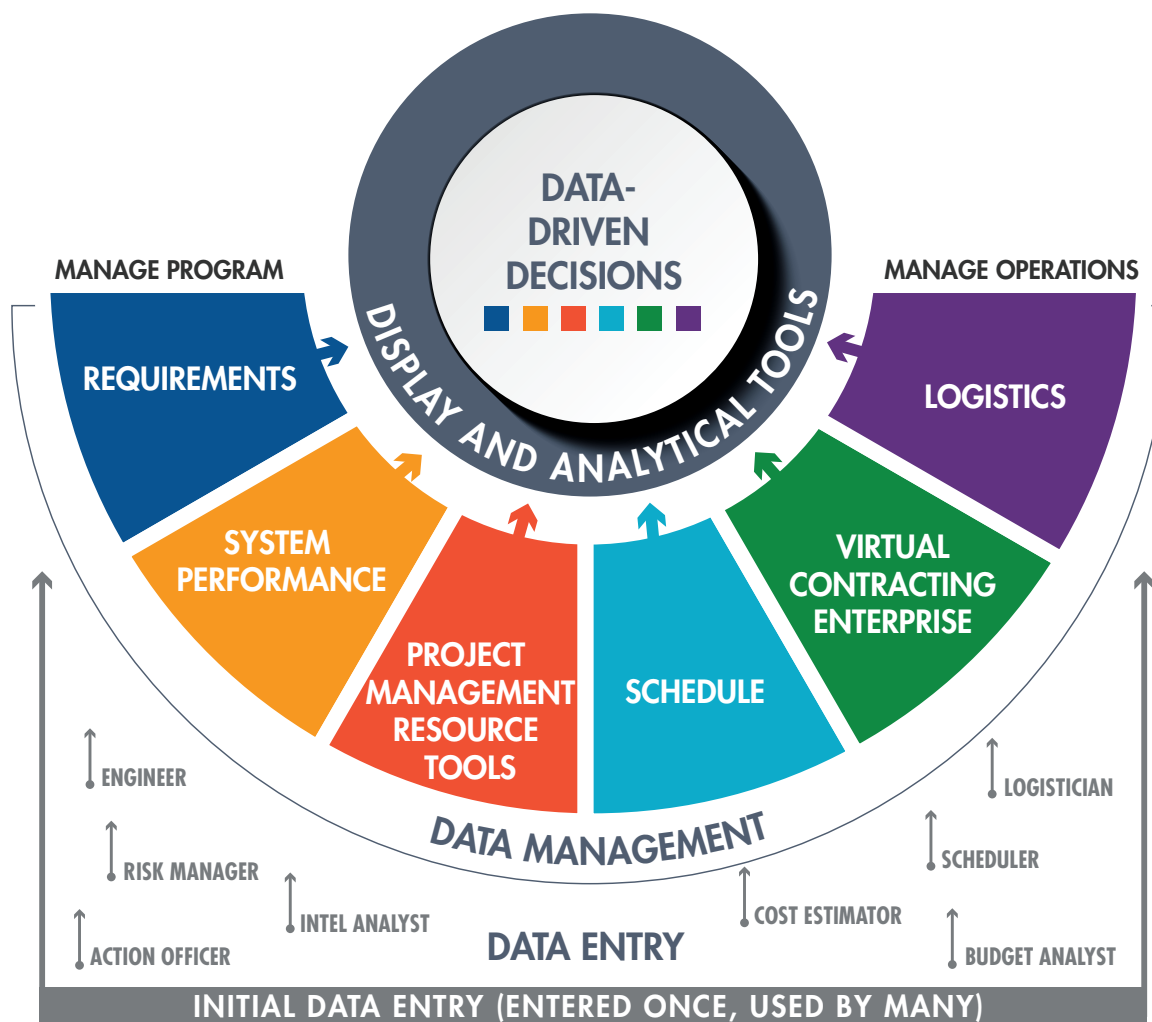 DATA-
DRIVEN
DECISIONS
DISPLAY AND ANALYTICAL TOOLS
MANAGE PROGRAM
MANAGE OPERATIONS
REQUIREMENTS
LOGISTICS
SYSTEM
PERFORMANCE
VIRTUAL
CONTRACTING
ENTERPRISE
PROJECT
MANAGEMENT
RESOURCE
TOOLS
SCHEDULE
DATA MANAGEMENT
ENGINEER
LOGISTICIAN
RISK MANAGER
SCHEDULER
INTEL ANALYST
COST ESTIMATOR
ACTION OFFICER
DATA ENTRY
BUDGET ANALYST
INITIAL DATA ENTRY (ENTERED ONCE, USED BY MANY)